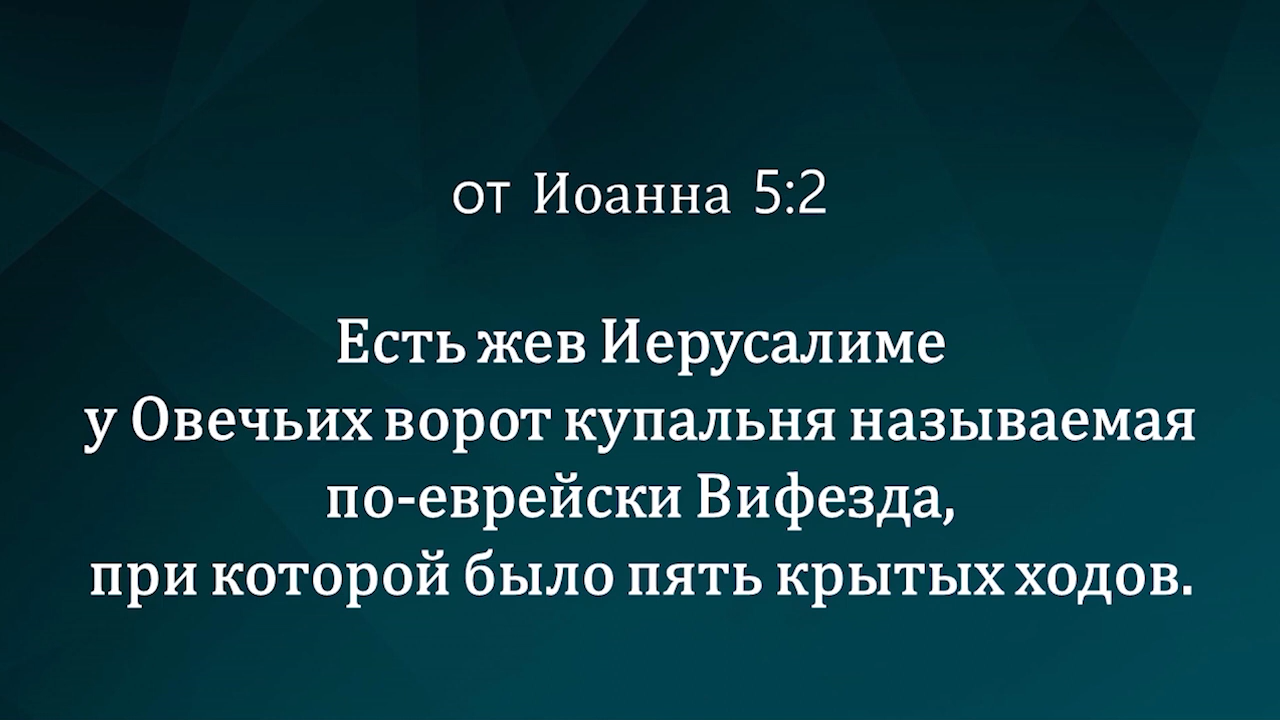 от Иоанна 5:2
Есть жев Иерусалиме
у Овечьих ворот купальня называемая
по-еврейски Вифезда,
при которой было пять крытых ходов.